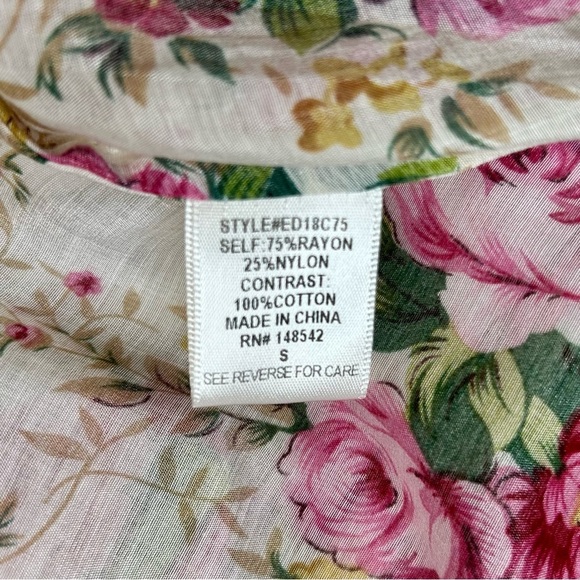 STYLE#ED18C75
SELF:75%RAYON
25%NYLON
CONTRAST:
100%COTTON
MADE IN CHINA
RN# 148542
S
SEE REVERSE FOR CARE